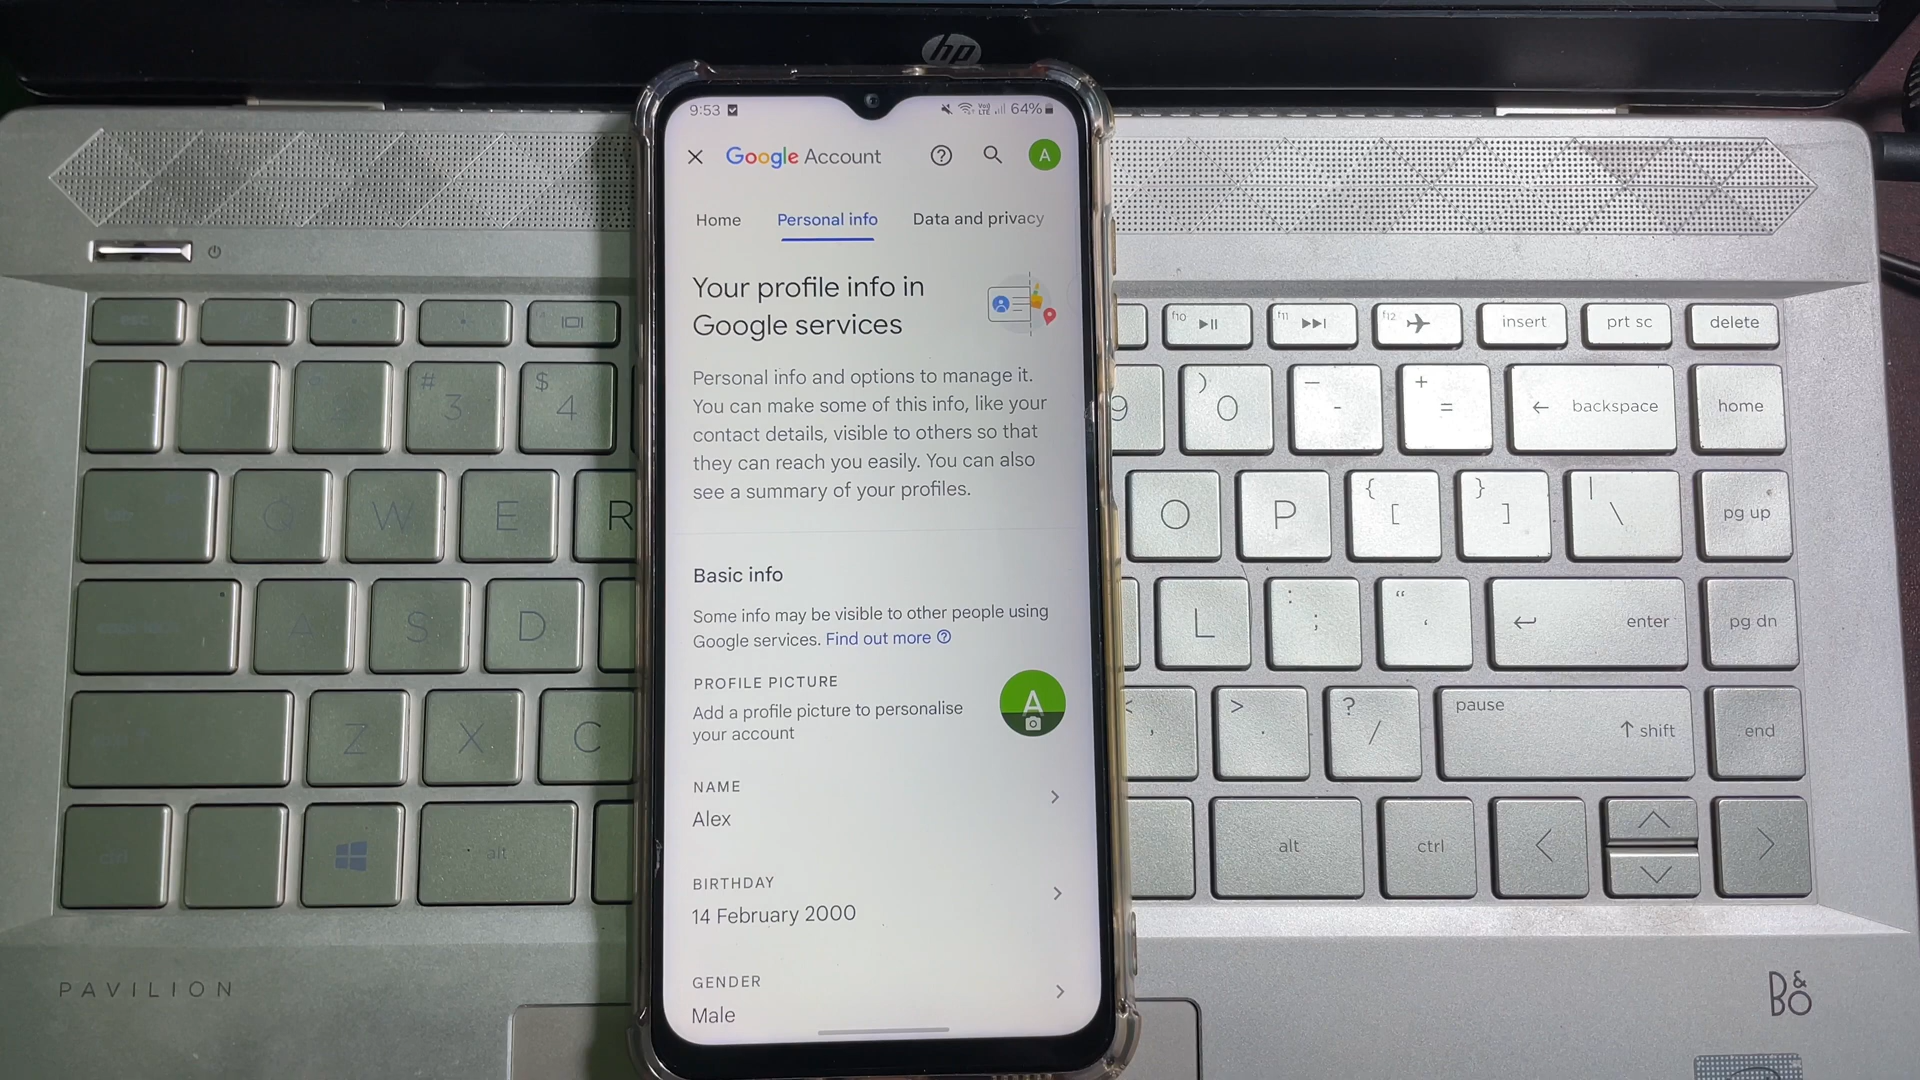 hp
9:53 64%
Google Account ? A
Home Personal info Data and privacy
Your profile info in
Google services
Personal info and options to manage it.
You can make some of this info, like your
contact details, visible to others so that
they can reach you easily. You can also
see a summary of your profiles.
Basic info
Some info may be visible to other people using
Google services. Find out more ?
PROFILE PICTURE
Add a profile picture to personalise
your account
A
NAME
Alex
BIRTHDAY
14 February 2000
GENDER
Male
esc
f10 f11 f12 insert prt sc delete
# 3 $ 4 9 ) 0 — - + = backspace home
Q W E R O P { [ } ] | \ pg up
A S D L : ; “ ‘ enter pg dn
Z X C < , > . ? / pause shift end
ctrl alt alt ctrl
PAVILION
B&O